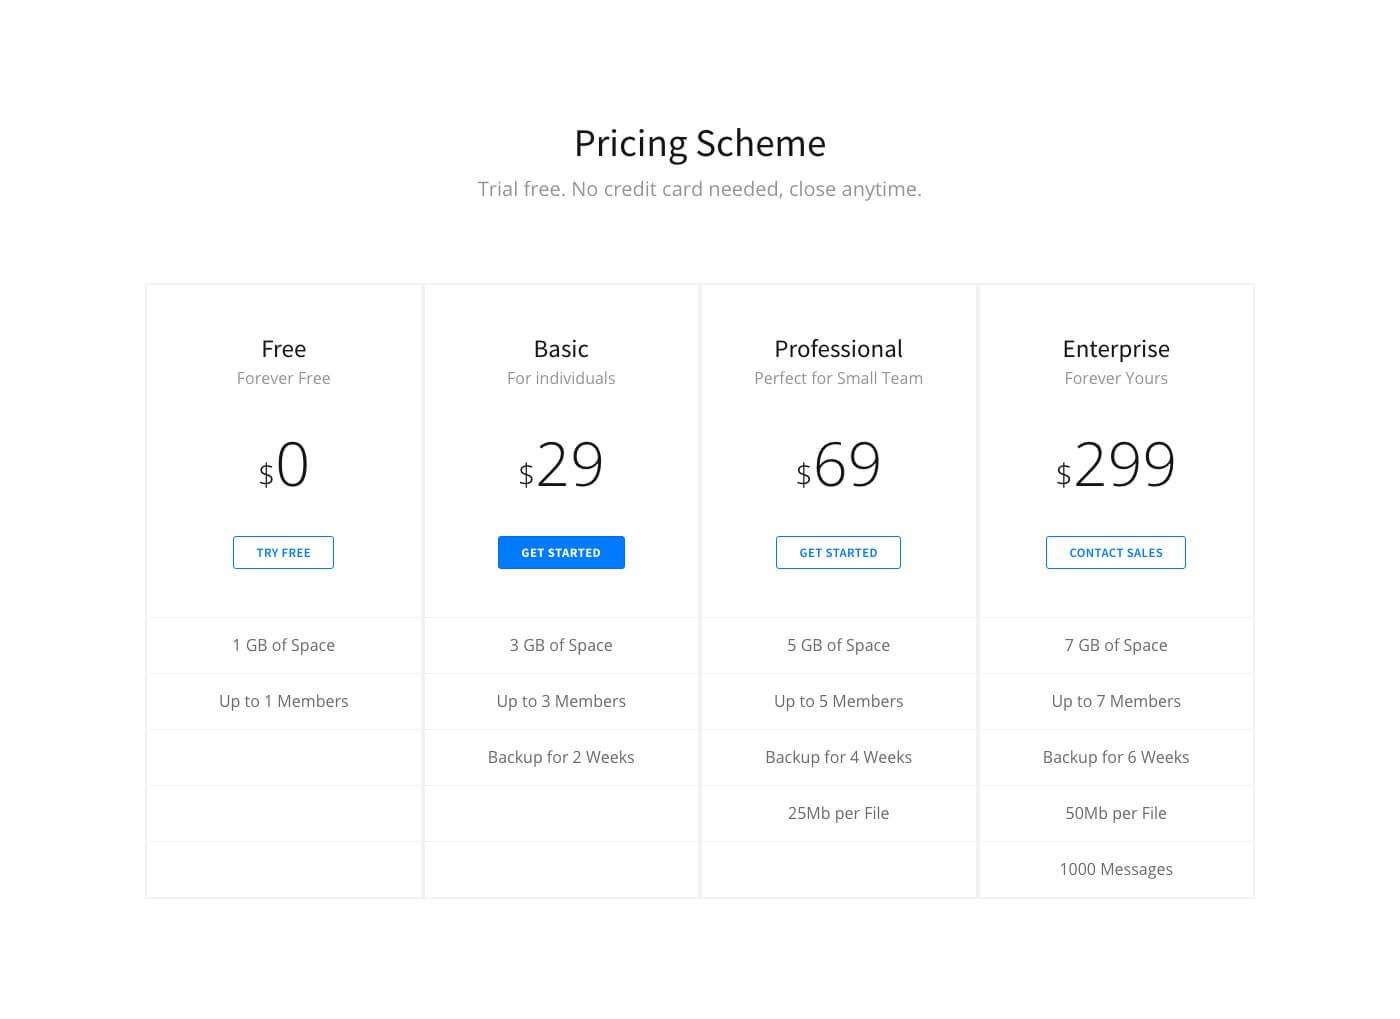 Pricing Scheme
Trial free. No credit card needed, close anytime.
Free
Forever Free
$0
TRY FREE
1 GB of Space
Up to 1 Members
Basic
For individuals
$29
GET STARTED
3 GB of Space
Up to 3 Members
Backup for 2 Weeks
Professional
Perfect for Small Team
$69
GET STARTED
5 GB of Space
Up to 5 Members
Backup for 4 Weeks
25Mb per File
Enterprise
Forever Yours
$299
CONTACT SALES
7 GB of Space
Up to 7 Members
Backup for 6 Weeks
50Mb per File
1000 Messages